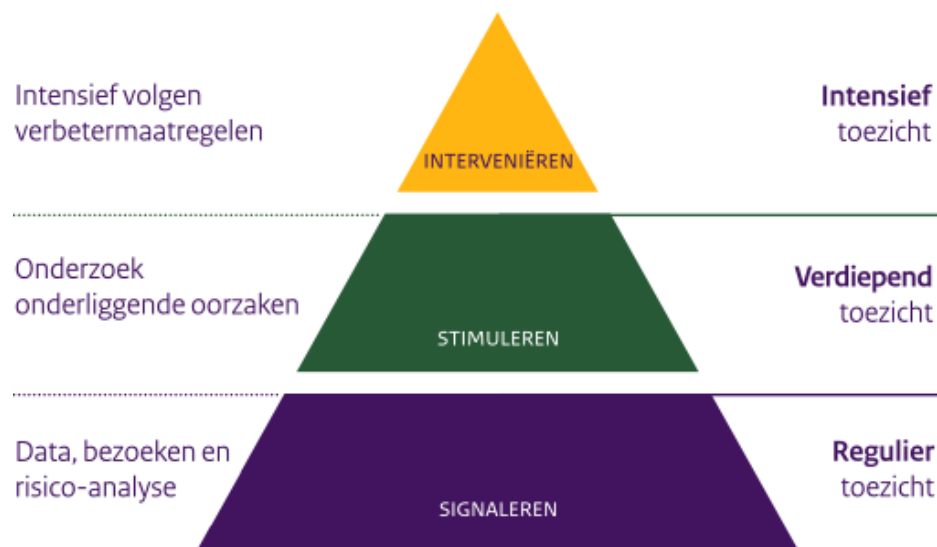 Intensief volgen
verbetermaatregelen
INTERVENIËREN
Intensief
toezicht
Onderzoek
onderliggende oorzaken
STIMULEREN
Verdiepend
toezicht
Data, bezoeken en
risico-analyse
SIGNALEREN
Regulier
toezicht